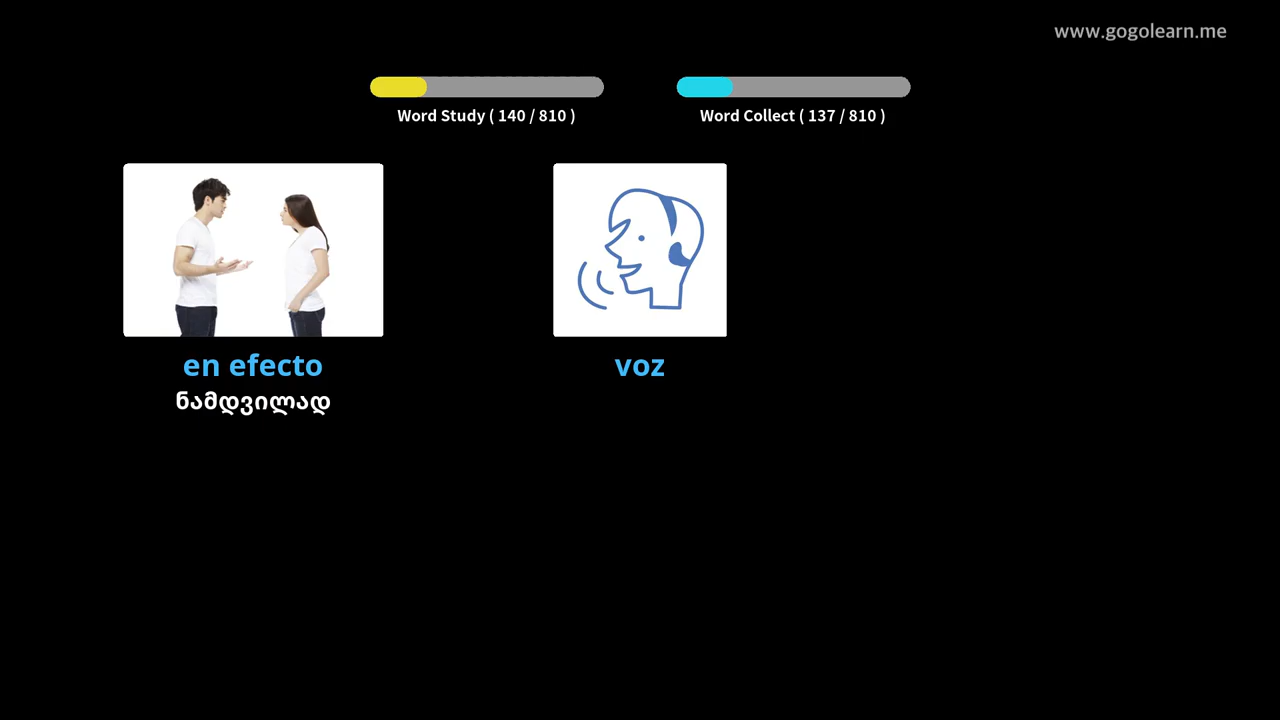 www.gogolearn.me
Word Study ( 140 / 810 )
Word Collect ( 137 / 810 )
en efecto
ნამდვილად
voz